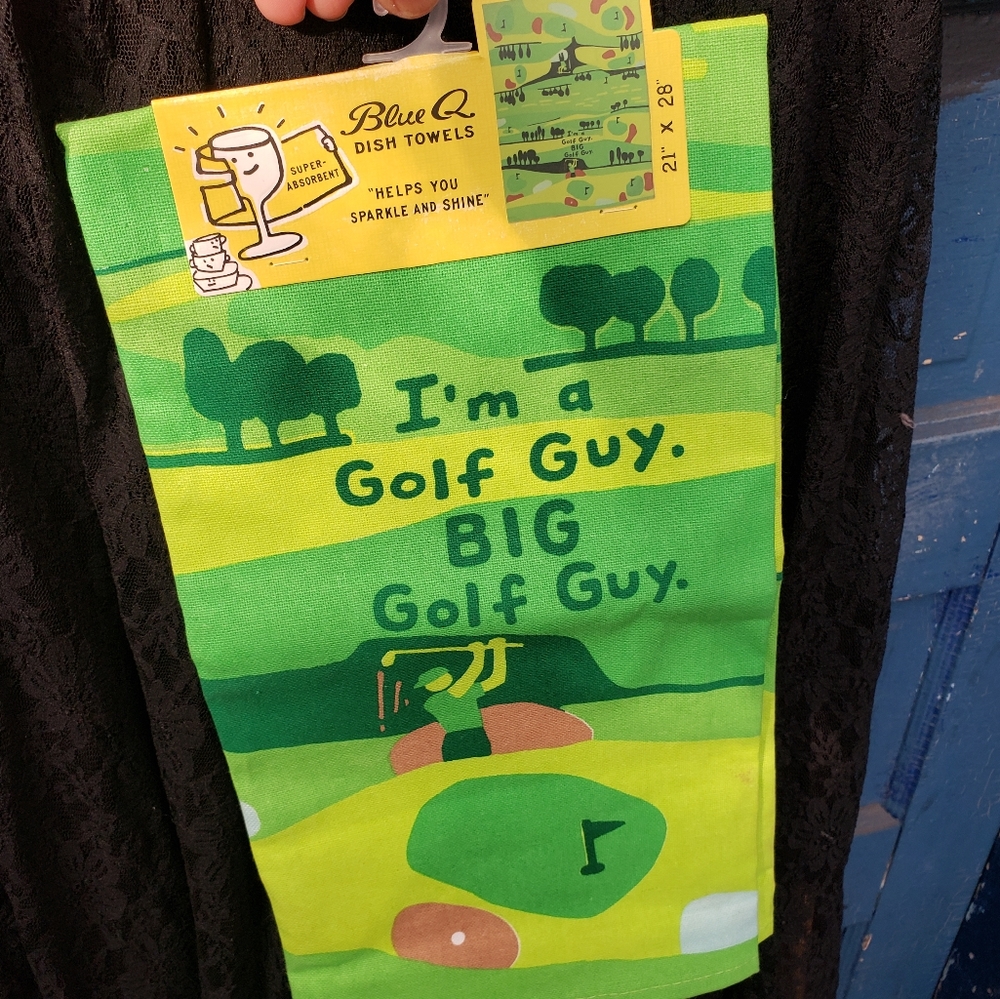 Blue Q
DISH TOWELS
SUPER-
ABSORBENT
"HELPS YOU
SPARKLE AND SHINE"
I'm a
Golf Guy.
BIG
Golf Guy.
21" X 28"
I'm a
Golf Guy.
BIG
Golf Guy.